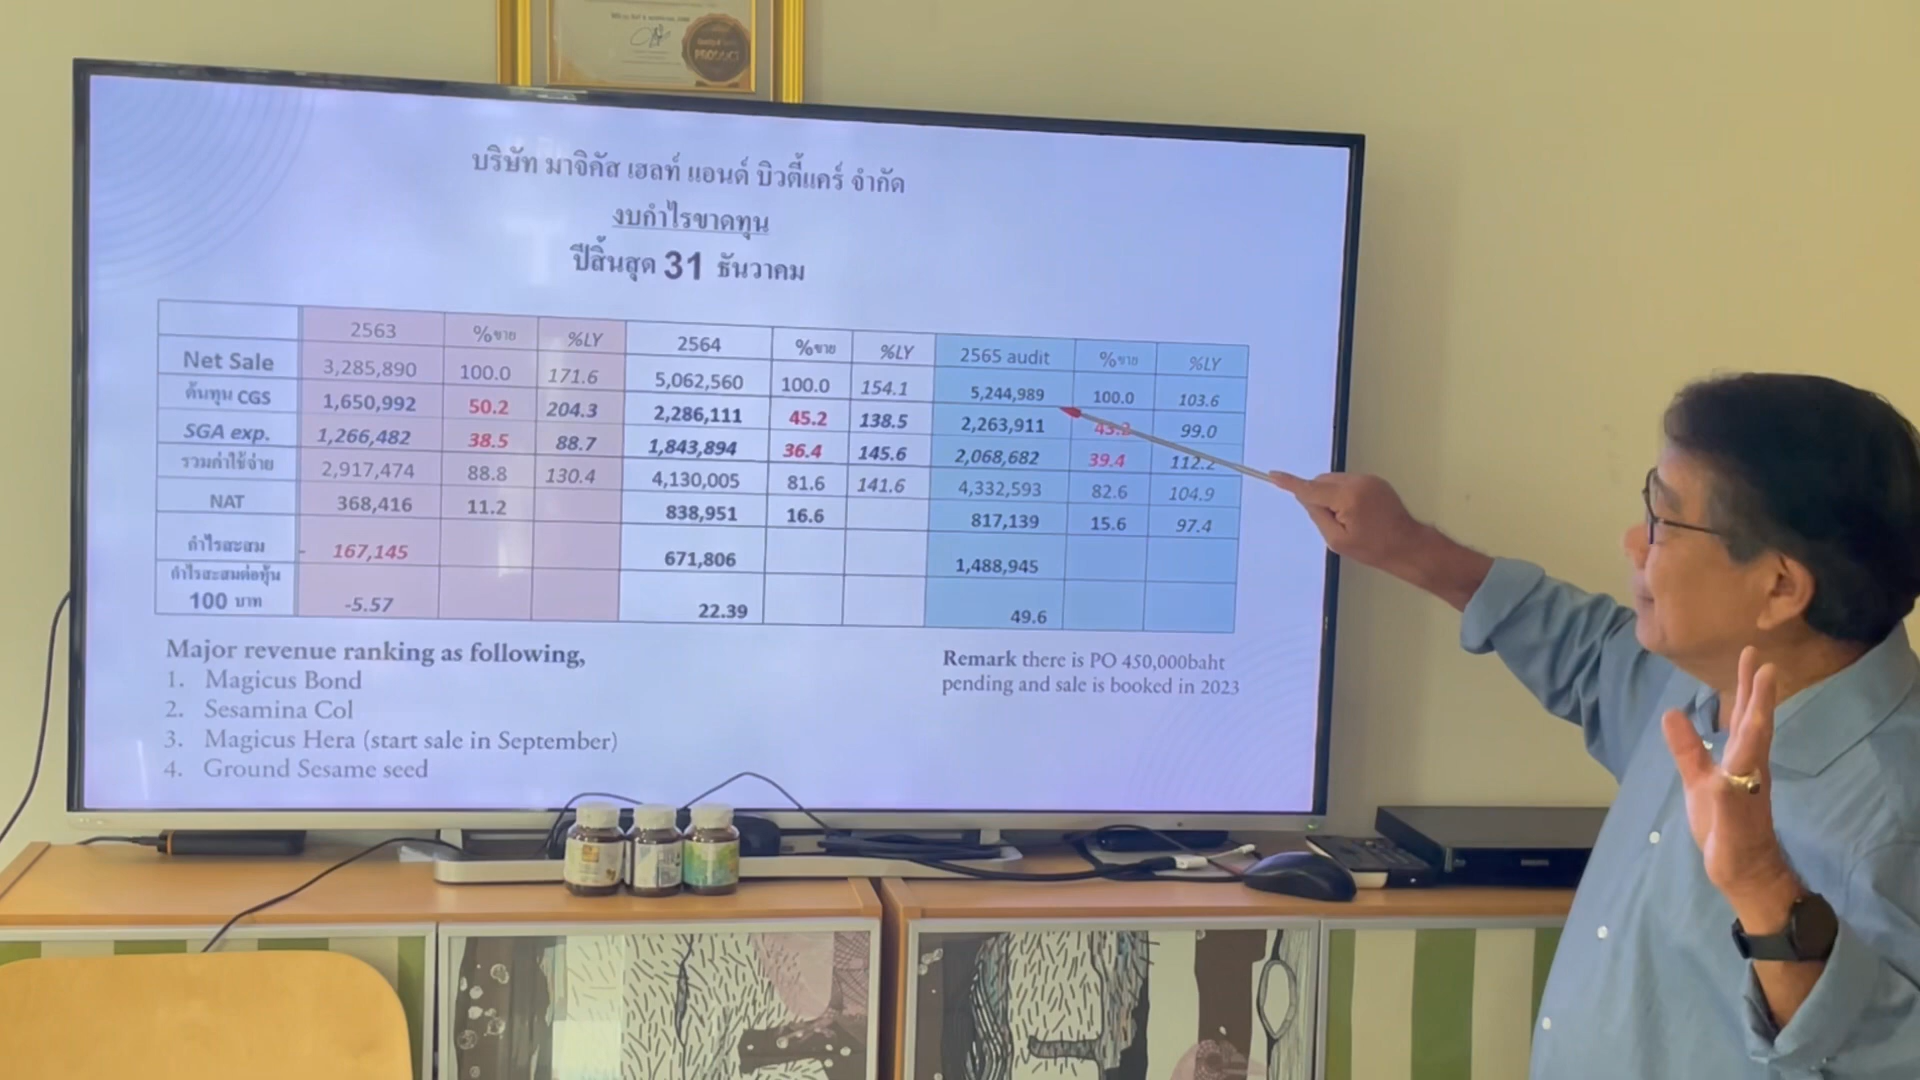 PRODUCT
บริษัท มาจิคัส เฮลท์ แอนด์ บิวตี้แคร์ จำกัด
งบกำไรขาดทุน
ปีสิ้นสุด 31 ธันวาคม
2563 %ขาย %LY 2564 %ขาย %LY 2565 audit %ขาย %LY
Net Sale 3,285,890 100.0 171.6 5,062,560 100.0 154.1 5,244,989 100.0 103.6
ต้นทุน CGS 1,650,992 50.2 204.3 2,286,111 45.2 138.5 2,263,911 43.2 99.0
SGA exp. 1,266,482 38.5 88.7 1,843,894 36.4 145.6 2,068,682 39.4 112.2
รวมค่าใช้จ่าย 2,917,474 88.8 130.4 4,130,005 81.6 141.6 4,332,593 82.6 104.9
NAT 368,416 11.2 838,951 16.6 817,139 15.6 97.4
กำไรสะสม - 167,145 671,806 1,488,945
กำไรสะสมต่อหุ้น
100 บาท -5.57 22.39 49.6
Major revenue ranking as following,
1. Magicus Bond
2. Sesamina Col
3. Magicus Hera (start sale in September)
4. Ground Sesame seed
Remark there is PO 450,000baht
pending and sale is booked in 2023